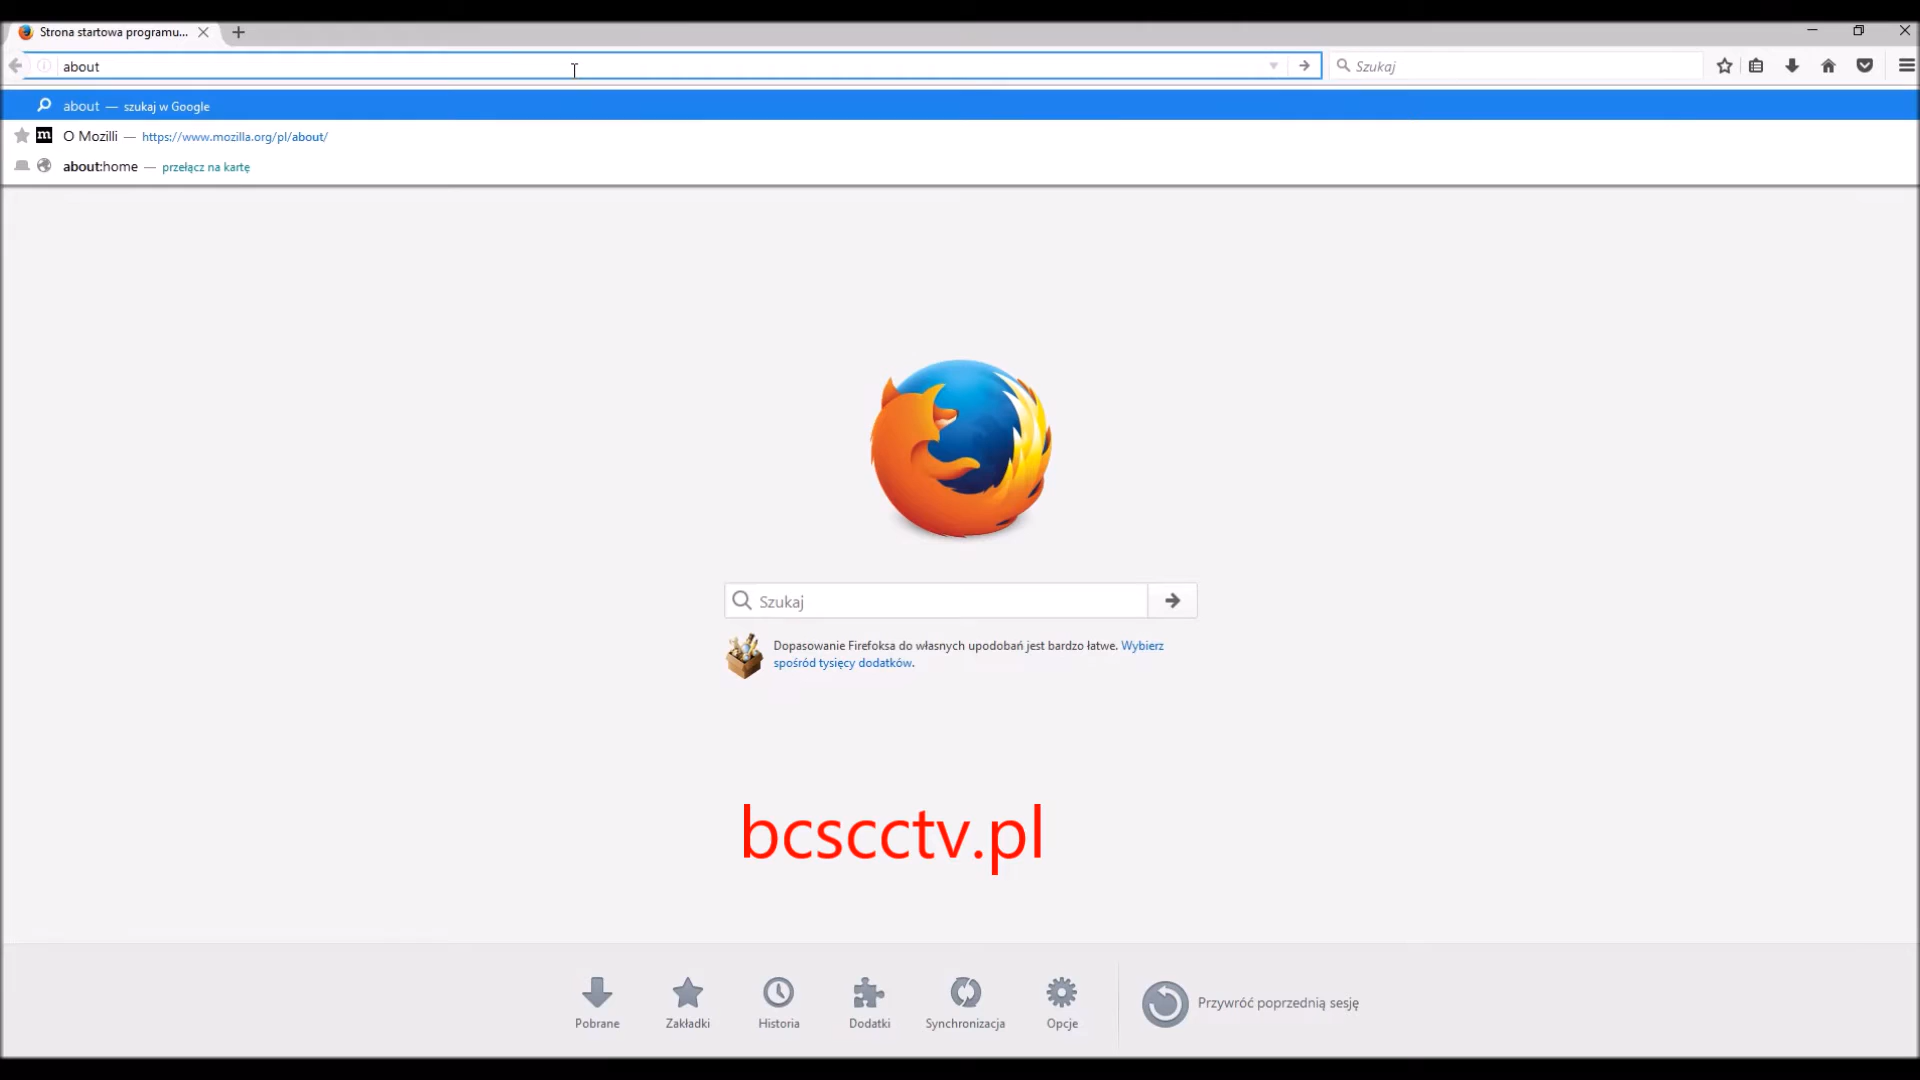 Strona startowa programu...
about
Szukaj
about — szukaj w Google
m O Mozilli — https://www.mozilla.org/pl/about/
about:home — przełącz na kartę
Szukaj
Dopasowanie Firefoksa do własnych upodobań jest bardzo łatwe. Wybierz
spośród tysięcy dodatków.
bcscctv.pl
Pobrane
Zakładki
Historia
Dodatki
Synchronizacja
Opcje
Przywróć poprzednią sesję